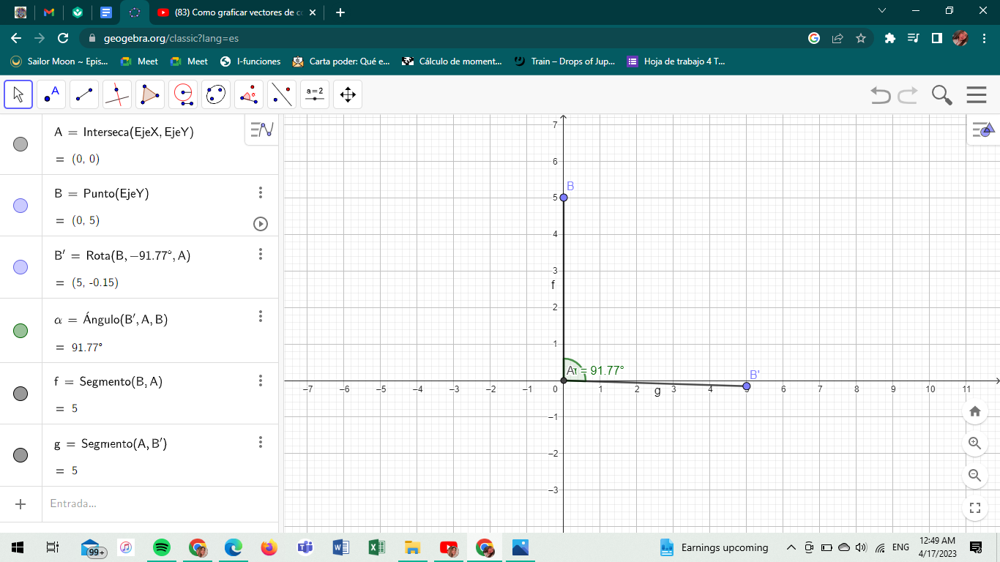 (83) Como graficar vectores de co
geogebra.org/classic?lang=es
Sailor Moon ~ Epis...
Meet
Meet
I-funciones
Carta poder: Qué e...
Cálculo de moment...
Train – Drops of Jup...
Hoja de trabajo 4 T...
A
a=2
A = Interseca(EjeX, EjeY)
= (0, 0)
B = Punto(EjeY)
= (0, 5)
B′ = Rota(B, −91.77°, A)
= (5, -0.15)
α = Ángulo(B′, A, B)
= 91.77°
f = Segmento(B, A)
= 5
g = Segmento(A, B′)
= 5
Entrada...
7
6
B
5
4
3
f
2
1
A
= 91.77°
B'
−7 −6 −5 −4 −3 −2 −1 0 1 2 3 4 5 6 7 8 9 10 11
g
−1
−2
−3
99+
Earnings upcoming
ENG
12:49 AM
4/17/2023